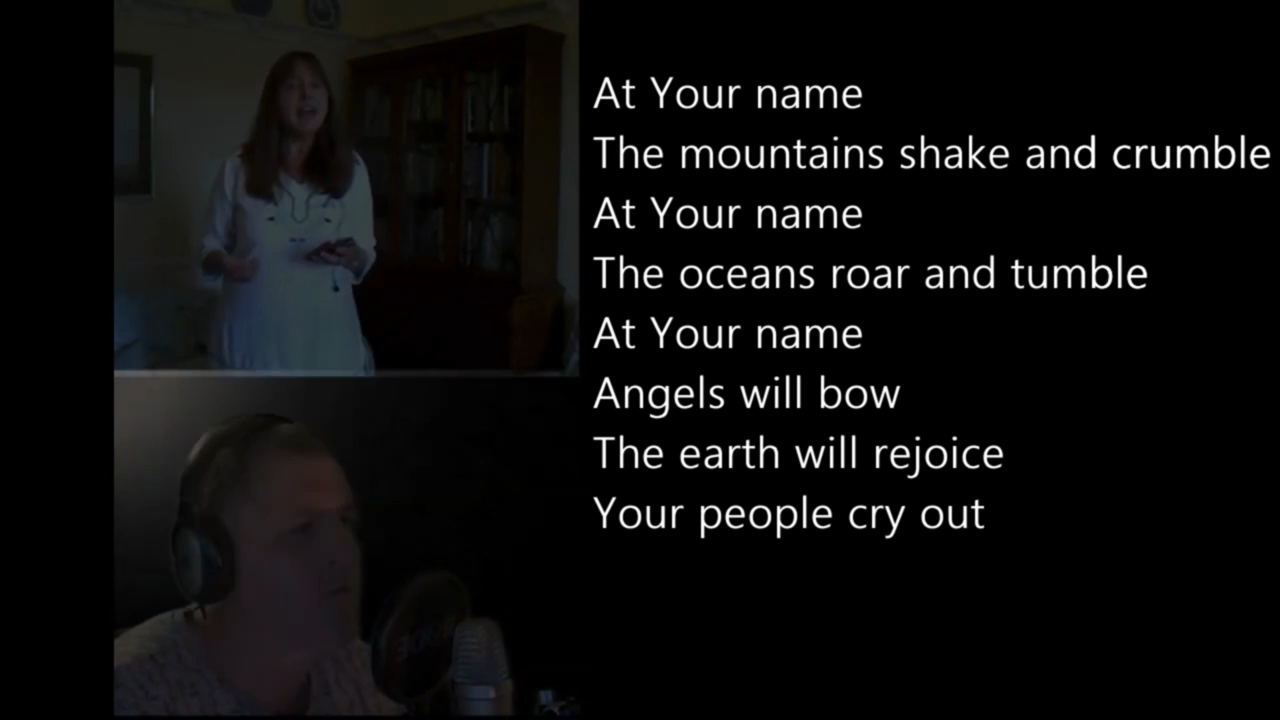 At Your name
The mountains shake and crumble
At Your name
The oceans roar and tumble
At Your name
Angels will bow
The earth will rejoice
Your people cry out